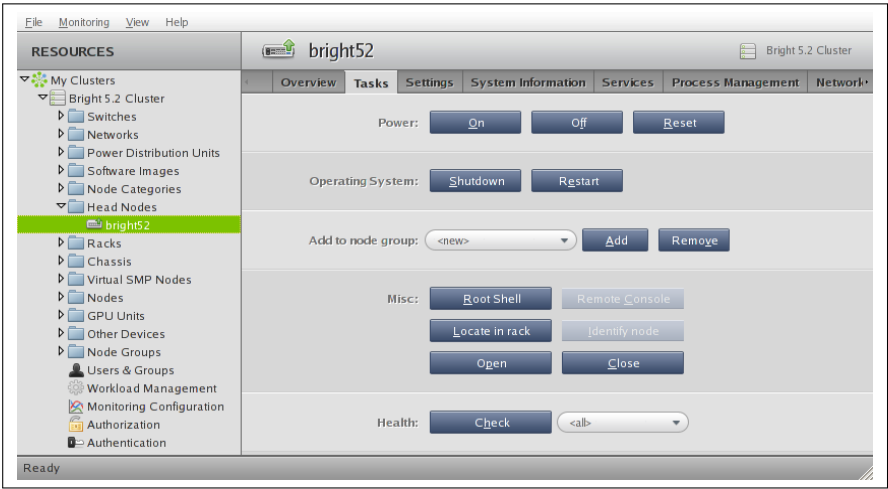 File Monitoring View Help
RESOURCES
bright52
Bright 5.2 Cluster
My Clusters
Bright 5.2 Cluster
Switches
Networks
Power Distribution Units
Software Images
Node Categories
Head Nodes
bright52
Racks
Chassis
Virtual SMP Nodes
Nodes
GPU Units
Other Devices
Node Groups
Users & Groups
Workload Management
Monitoring Configuration
Authorization
Authentication
Overview Tasks Settings System Information Services Process Management Network
Power: On Off Reset
Operating System: Shutdown Restart
Add to node group: <new> Add Remove
Misc: Root Shell Remote Console
Locate in rack Identify node
Open Close
Health: Check <all>
Ready